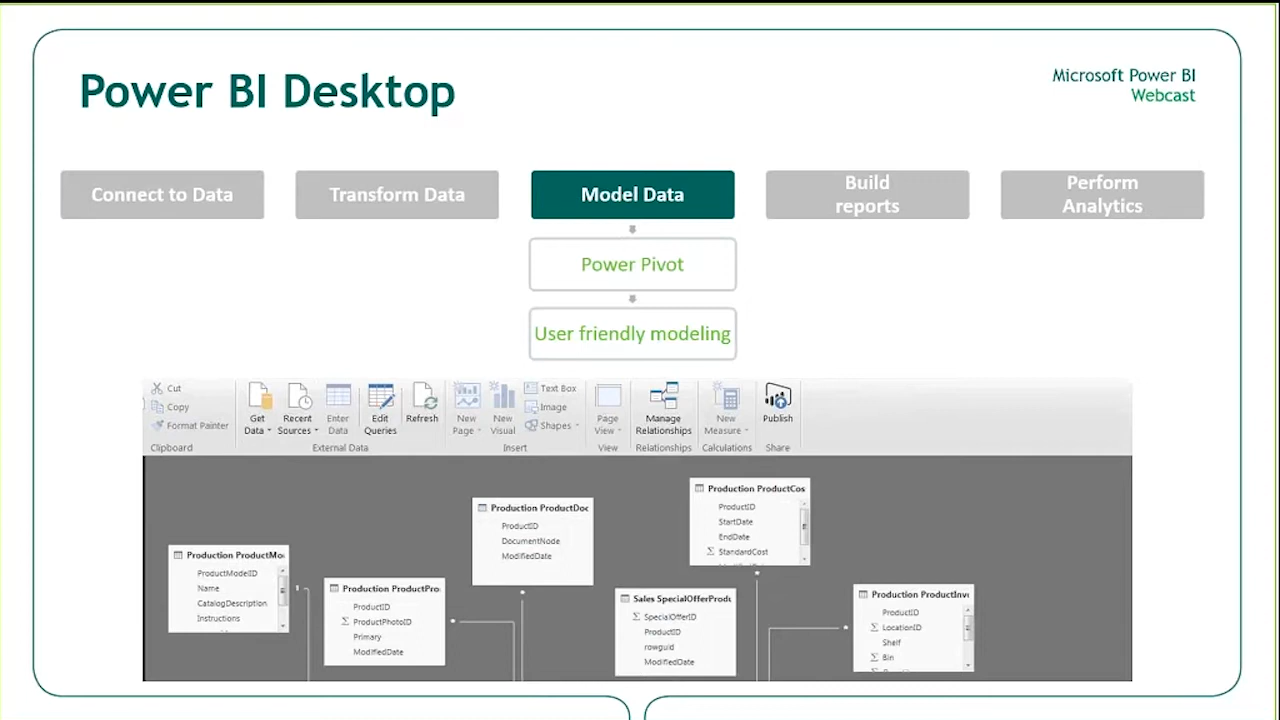 Power BI Desktop
Microsoft Power BI
Webcast
Connect to Data
Transform Data
Model Data
Build
reports
Perform
Analytics
Power Pivot
User friendly modeling
Cut
Copy
Format Painter
Clipboard
Get
Data
Recent
Sources
Enter
Data
Edit
Queries
Refresh
External Data
New
Page
New
Visual
Text Box
Image
Shapes
Insert
Page
View
View
Manage
Relationships
Relationships
New
Measure
Calculations
Publish
Share
Production ProductMo
ProductModelID
Name
CatalogDescription
Instructions
Production ProductPro
ProductID
ProductPhotoID
Primary
ModifiedDate
Production ProductDoc
ProductID
DocumentNode
ModifiedDate
Production ProductCos
ProductID
StartDate
EndDate
StandardCost
Sales SpecialOfferProdu
SpecialOfferID
ProductID
rowguid
ModifiedDate
Production ProductInv
ProductID
LocationID
Shelf
Bin